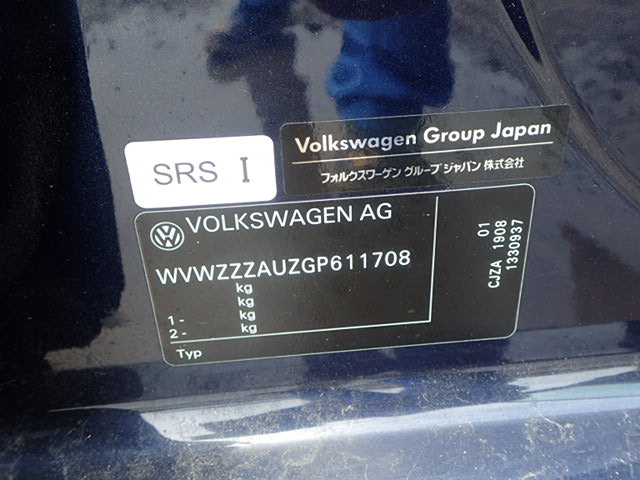 SRS I
Volkswagen Group Japan
フォルクスワーゲン グループ ジャパン 株式会社
VOLKSWAGEN AG
WVWZZZAUZGP611708
kg
kg
1 - kg
2 - kg
Typ
01
CJZA 1908
1330937